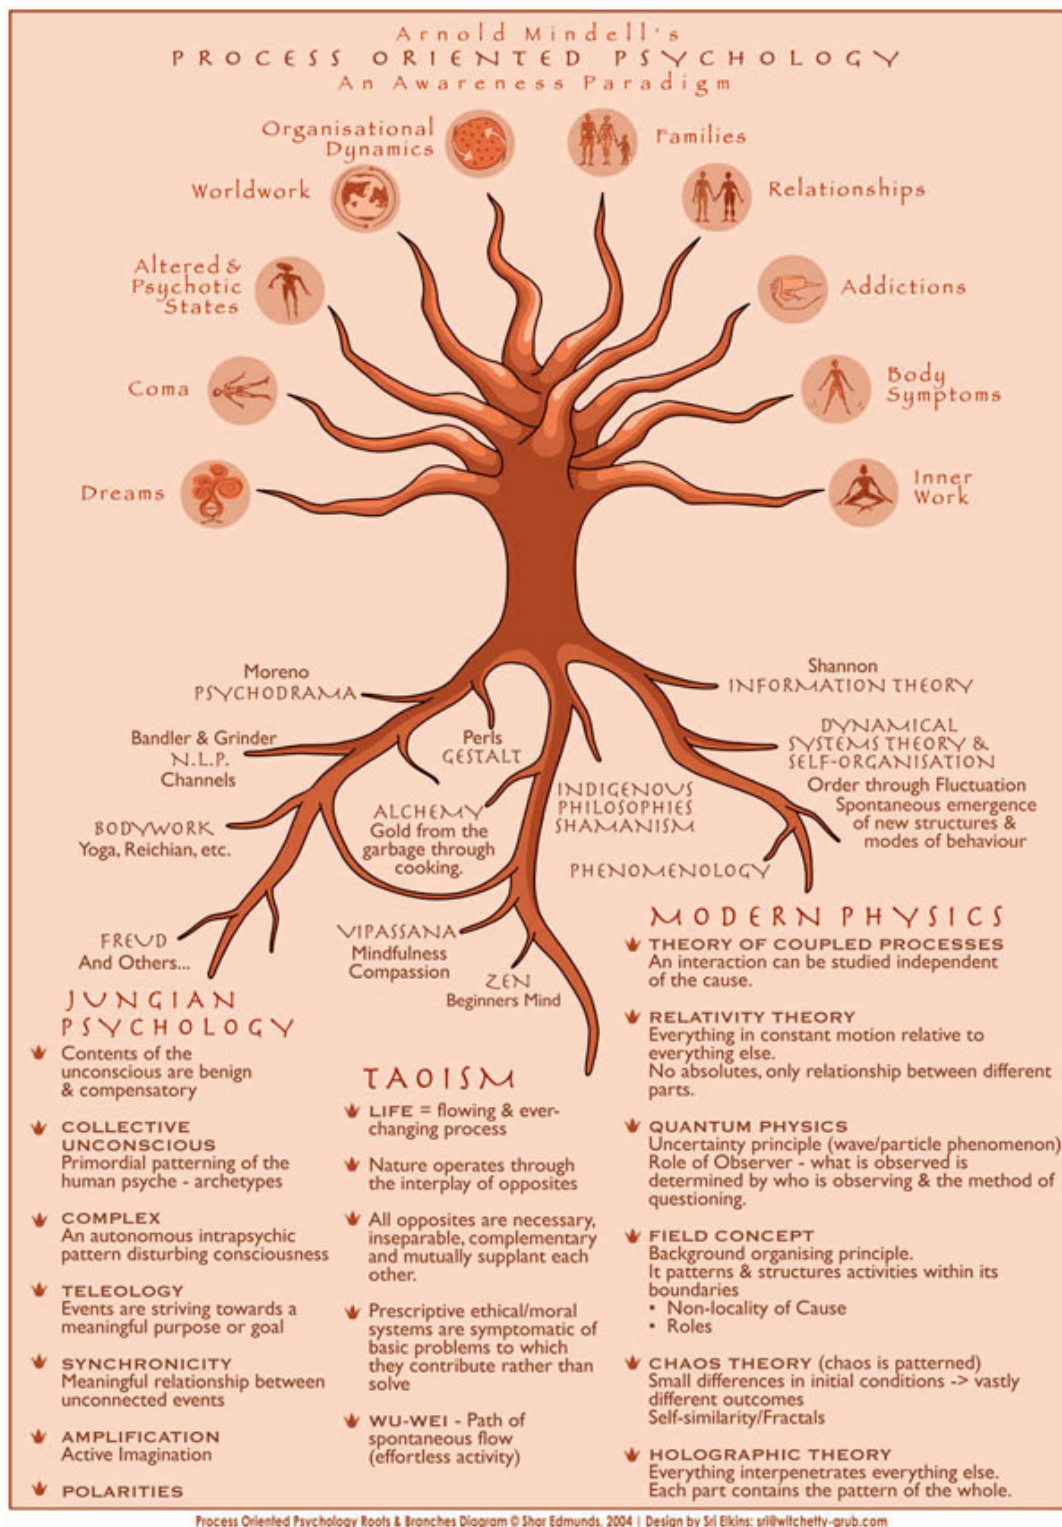 Arnold Mindell's
PROCESS ORIENTED PSYCHOLOGY
An Awareness Paradigm
Organisational
Dynamics
Families
Worldwork
Relationships
Altered &
Psychotic
States
Addictions
Coma
Body
Symptoms
Dreams
Inner
Work
Moreno
PSYCHODRAMA
Shannon
INFORMATION THEORY
Bandler & Grinder
N.L.P.
Channels
Perls
GESTALT
DYNAMICAL
SYSTEMS THEORY &
SELF-ORGANISATION
Order through Fluctuation
Spontaneous emergence
of new structures &
modes of behaviour
BODYWORK
Yoga, Reichian, etc.
ALCHEMY
Gold from the
garbage through
cooking.
INDIGENOUS
PHILOSOPHIES
SHAMANISM
PHENOMENOLOGY
FREUD
And Others...
VIPASSANA
Mindfulness
Compassion
ZEN
Beginners Mind
JUNGIAN
PSYCHOLOGY
Contents of the
unconscious are benign
& compensatory
COLLECTIVE
UNCONSCIOUS
Primordial patterning of the
human psyche - archetypes
COMPLEX
An autonomous intrapsychic
pattern disturbing consciousness
TELEOLOGY
Events are striving towards a
meaningful purpose or goal
SYNCHRONICITY
Meaningful relationship between
unconnected events
AMPLIFICATION
Active Imagination
POLARITIES
TAOISM
LIFE = flowing & ever-
changing process
Nature operates through
the interplay of opposites
All opposites are necessary,
inseparable, complementary
and mutually supplant each
other.
Prescriptive ethical/moral
systems are symptomatic of
basic problems to which
they contribute rather than
solve
WU-WEI - Path of
spontaneous flow
(effortless activity)
MODERN PHYSICS
THEORY OF COUPLED PROCESSES
An interaction can be studied independent
of the cause.
RELATIVITY THEORY
Everything in constant motion relative to
everything else.
No absolutes, only relationship between different
parts.
QUANTUM PHYSICS
Uncertainty principle (wave/particle phenomenon)
Role of Observer - what is observed is
determined by who is observing & the method of
questioning.
FIELD CONCEPT
Background organising principle.
It patterns & structures activities within its
boundaries
• Non-locality of Cause
• Roles
CHAOS THEORY (chaos is patterned)
Small differences in initial conditions -> vastly
different outcomes
Self-similarity/Fractals
HOLOGRAPHIC THEORY
Everything interpenetrates everything else.
Each part contains the pattern of the whole.
Process Oriented Psychology Roots & Branches Diagram © Shar Edmunds, 2004 | Design by Sri Elkins: sri@witchetty-grub.com